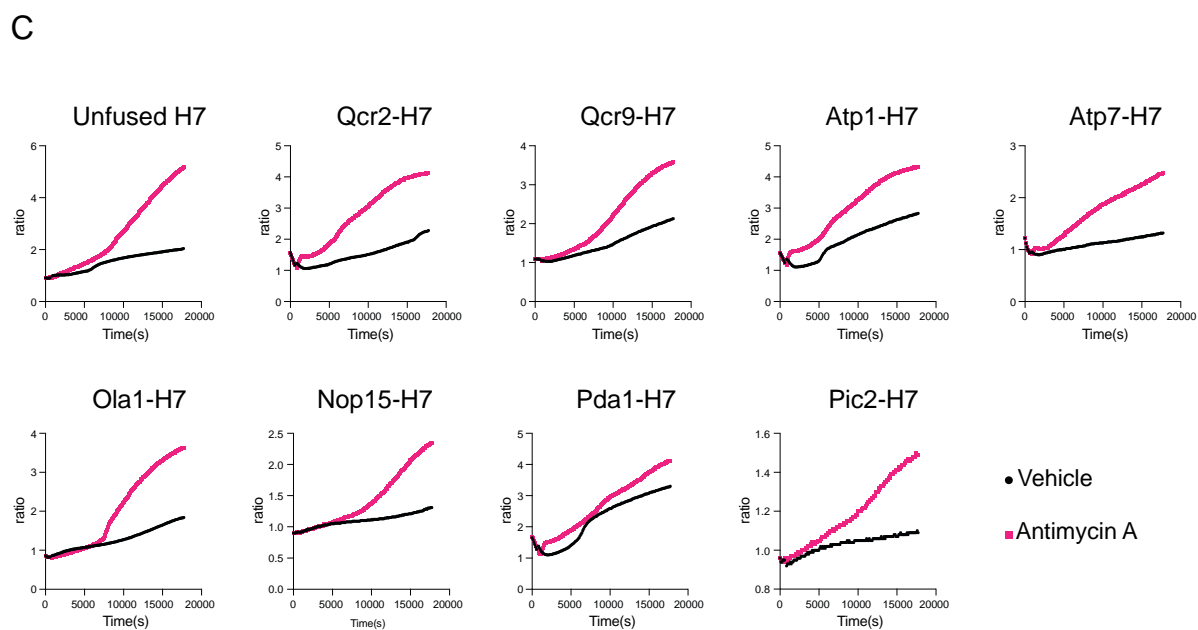 C
Unfused H7
Qcr2-H7
Qcr9-H7
Atp1-H7
Atp7-H7
6
4
2
0
ratio
0 5000 10000 15000 20000
Time(s)
5
4
3
2
1
0
ratio
0 5000 10000 15000 20000
Time(s)
4
3
2
1
0
ratio
0 5000 10000 15000 20000
Time(s)
5
4
3
2
1
0
ratio
0 5000 10000 15000 20000
Time(s)
3
2
1
0
ratio
0 5000 10000 15000 20000
Time(s)
Ola1-H7
Nop15-H7
Pda1-H7
Pic2-H7
4
3
2
1
0
ratio
0 5000 10000 15000 20000
Time(s)
2.5
2.0
1.5
1.0
0.5
0.0
ratio
0 5000 10000 15000 20000
Time(s)
5
4
3
2
1
0
ratio
0 5000 10000 15000 20000
Time(s)
1.6
1.4
1.2
1.0
0.8
ratio
0 5000 10000 15000 20000
Time(s)
Vehicle
Antimycin A